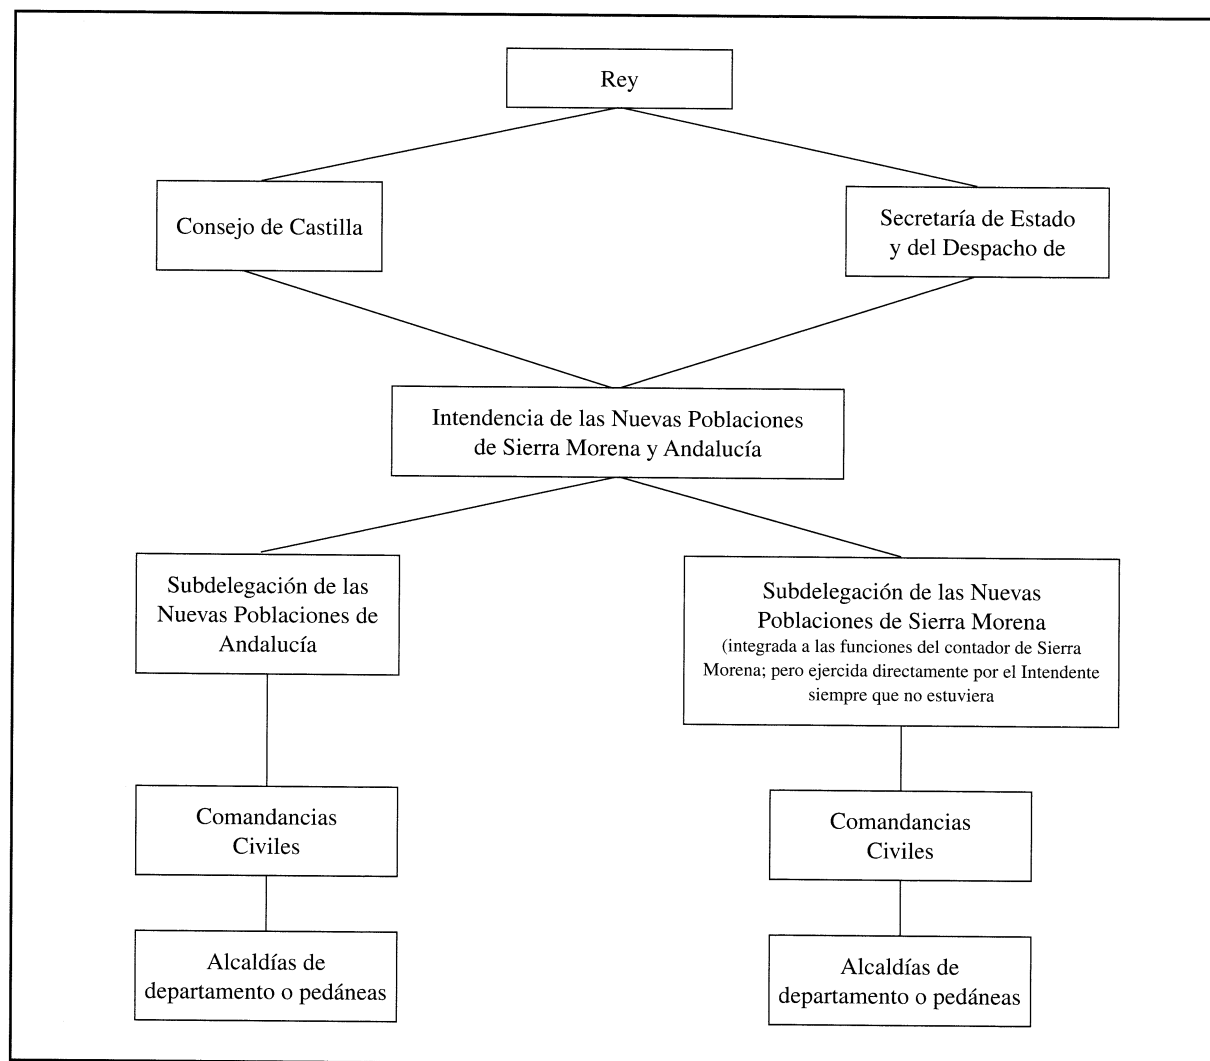 Rey
Consejo de Castilla
Secretaría de Estado
y del Despacho de
Intendencia de las Nuevas Poblaciones
de Sierra Morena y Andalucía
Subdelegación de las
Nuevas Poblaciones de
Andalucía
Subdelegación de las Nuevas
Poblaciones de Sierra Morena
(integrada a las funciones del contador de Sierra
Morena; pero ejercida directamente por el Intendente
siempre que no estuviera
Comandancias
Civiles
Comandancias
Civiles
Alcaldías de
departamento o pedáneas
Alcaldías de
departamento o pedáneas